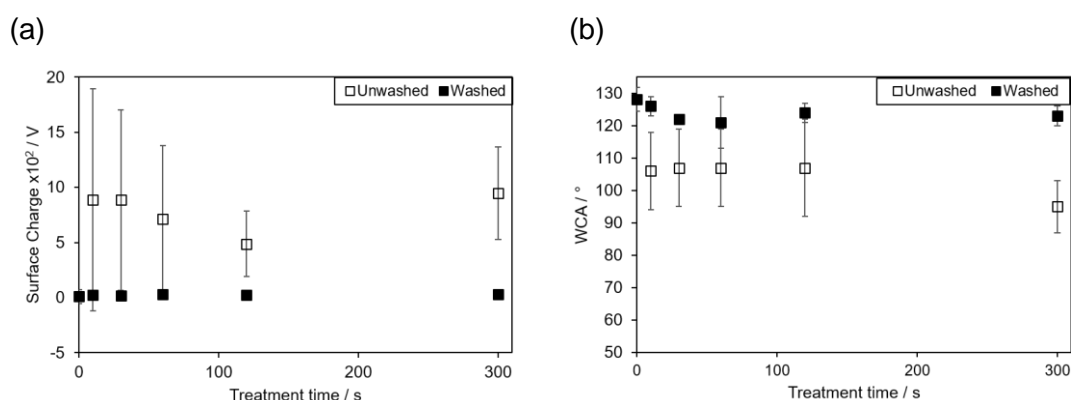 (a)
□ Unwashed ■ Washed
Surface Charge x10² / V
20
15
10
5
0
-5
0 100 200 300
Treatment time / s
(b)
□ Unwashed ■ Washed
WCA / °
130
120
110
100
90
80
70
60
50
0 100 200 300
Treatment time / s